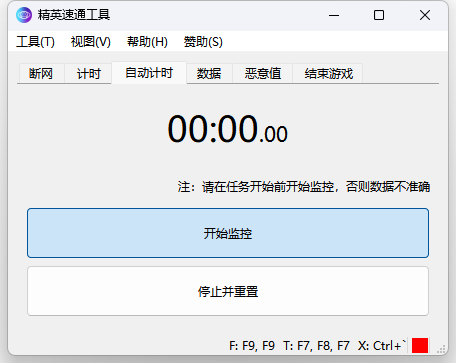 精英速通工具
工具(T) 视图(V) 帮助(H) 赞助(S)
断网 计时 自动计时 数据 恶意值 结束游戏
00:00.00
注：请在任务开始前开始监控，否则数据不准确
开始监控
停止并重置
F: F9, F9 T: F7, F8, F7 X: Ctrl+`